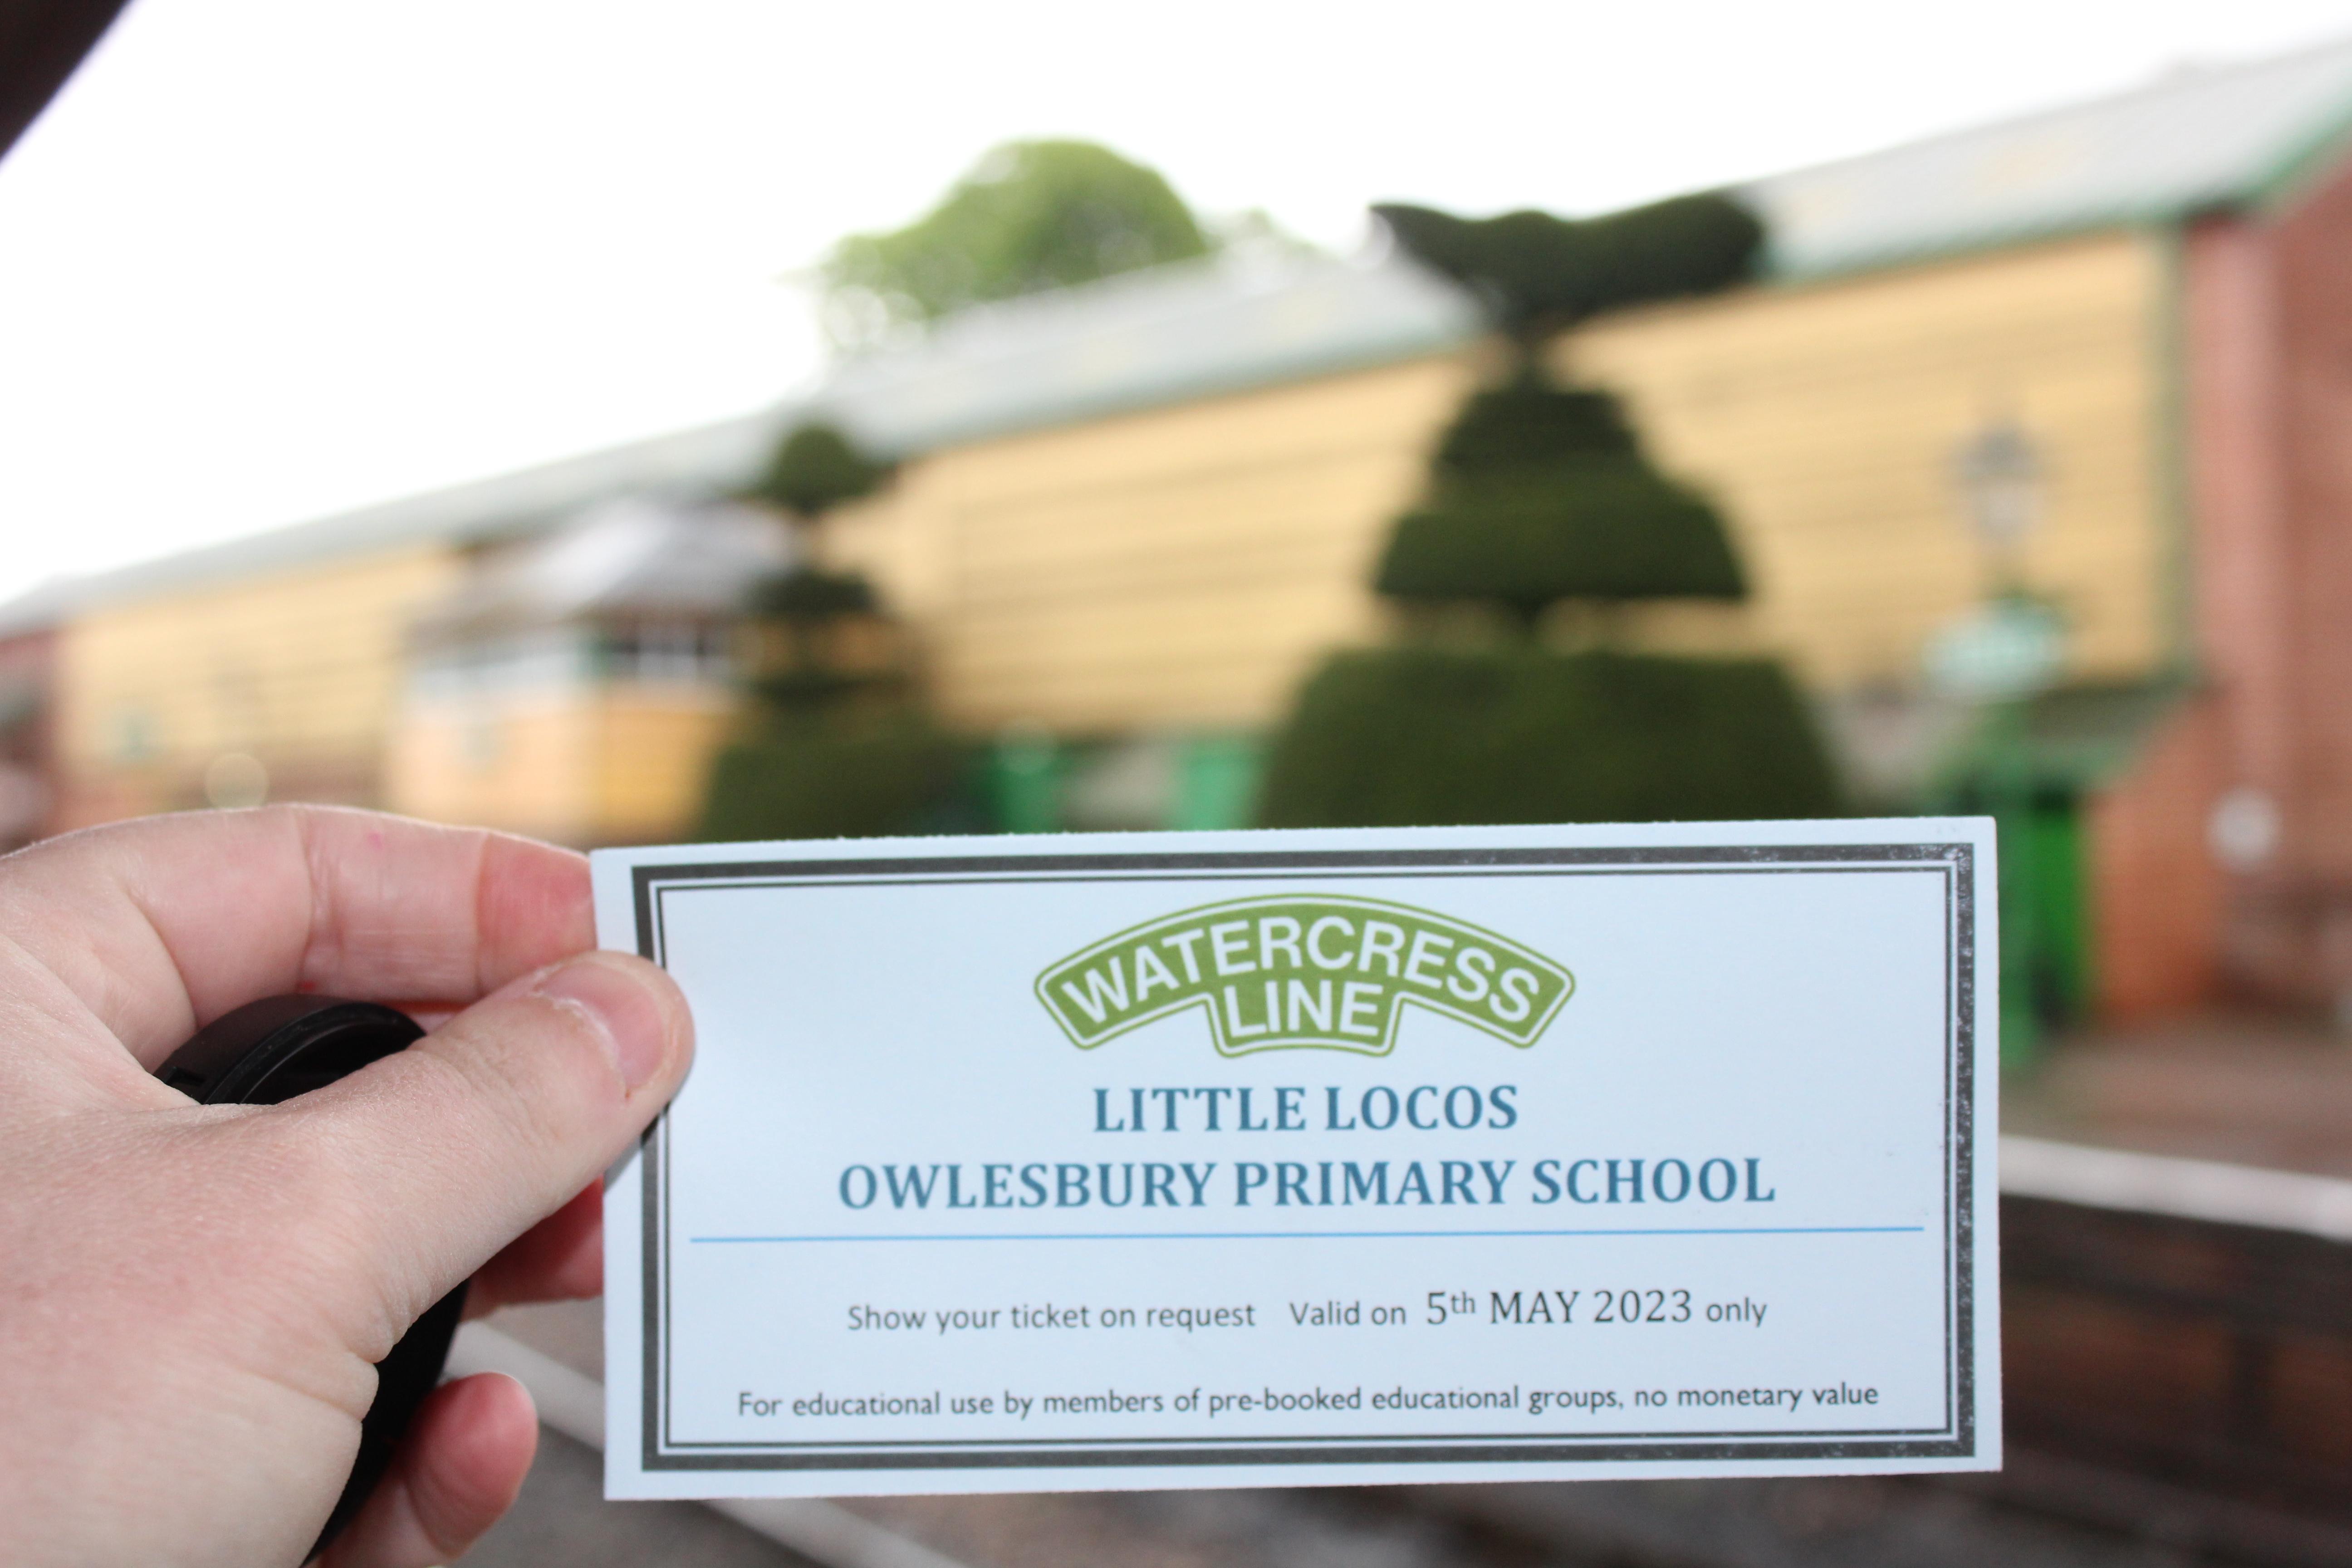 WATERCRESS
LINE
LITTLE LOCOS
OWLESBURY PRIMARY SCHOOL
Show your ticket on request Valid on 5th MAY 2023 only
For educational use by members of pre-booked educational groups, no monetary value